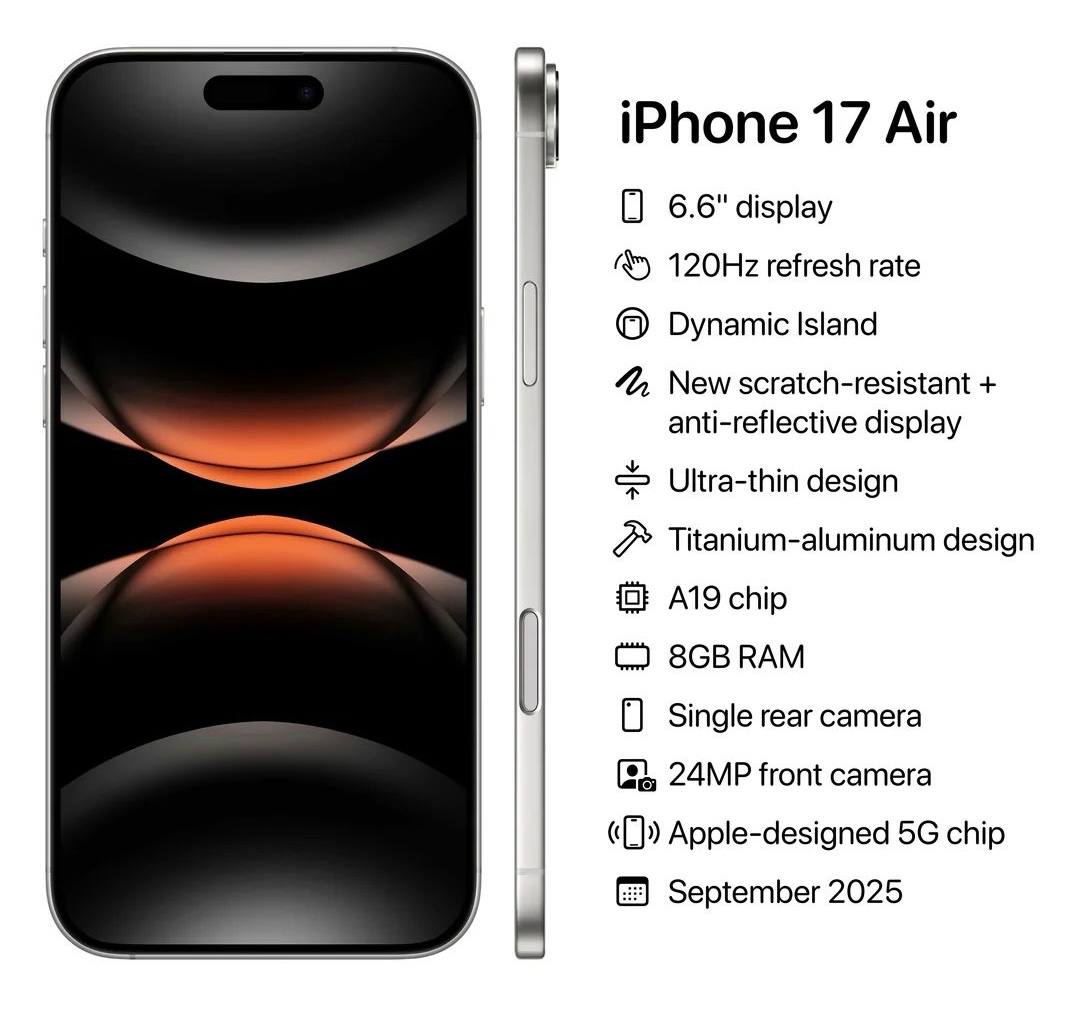 iPhone 17 Air
6.6" display
120Hz refresh rate
Dynamic Island
New scratch-resistant +
anti-reflective display
Ultra-thin design
Titanium-aluminum design
A19 chip
8GB RAM
Single rear camera
24MP front camera
Apple-designed 5G chip
September 2025